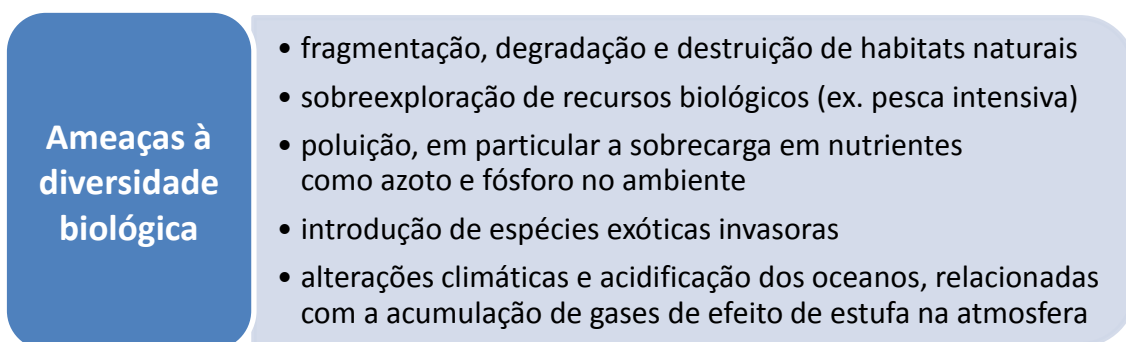 Ameaças à
diversidade
biológica
• fragmentação, degradação e destruição de habitats naturais
• sobreexploração de recursos biológicos (ex. pesca intensiva)
• poluição, em particular a sobrecarga em nutrientes
como azoto e fósforo no ambiente
• introdução de espécies exóticas invasoras
• alterações climáticas e acidificação dos oceanos, relacionadas
com a acumulação de gases de efeito de estufa na atmosfera